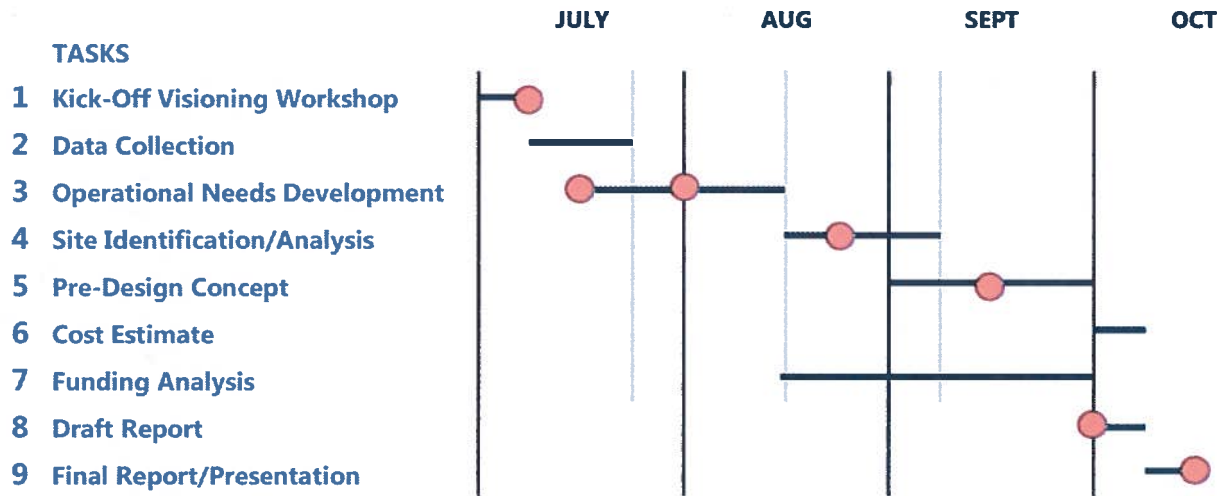 JULY AUG SEPT OCT
TASKS
1 Kick-Off Visioning Workshop
2 Data Collection
3 Operational Needs Development
4 Site Identification/Analysis
5 Pre-Design Concept
6 Cost Estimate
7 Funding Analysis
8 Draft Report
9 Final Report/Presentation